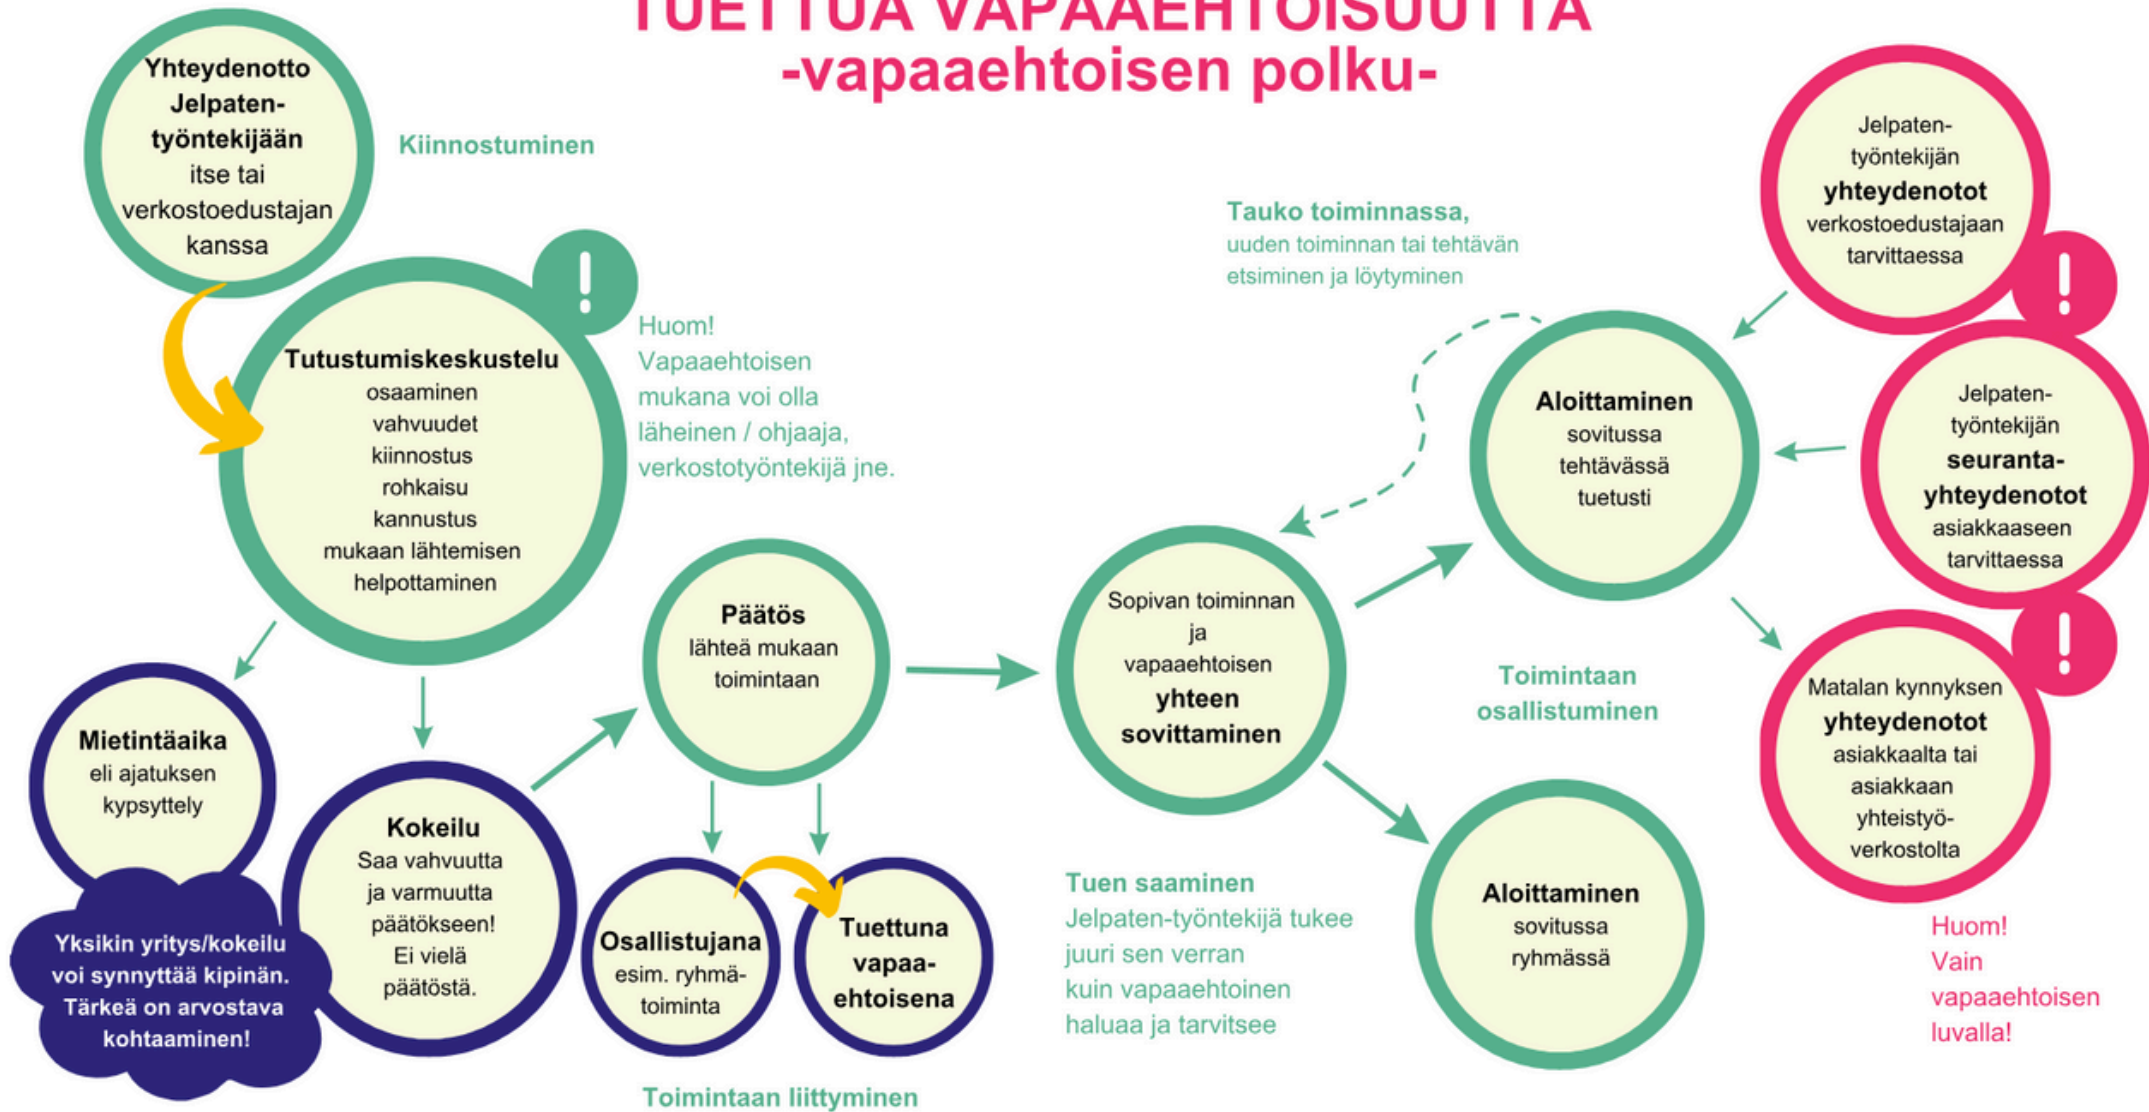 TUETTUA VAPAAEHTOISUUTTA
-vapaaehtoisen polku-
Yhteydenotto
Jelpaten-
työntekijään
itse tai
verkostoedustajan
kanssa
Kiinnostuminen
Tutustumiskeskustelu
osaaminen
vahvuudet
kiinnostus
rohkaisu
kannustus
mukaan lähtemisen
helpottaminen
!
Huom!
Vapaaehtoisen
mukana voi olla
läheinen / ohjaaja,
verkostotyöntekijä jne.
Mietintäaika
eli ajatuksen
kypsyttely
Yksikin yritys/kokeilu
voi synnyttää kipinän.
Tärkeä on arvostava
kohtaaminen!
Kokeilu
Saa vahvuutta
ja varmuutta
päätökseen!
Ei vielä
päätöstä.
Päätös
lähteä mukaan
toimintaan
Osallistujana
esim. ryhmä-
toiminta
Tuettuna
vapaa-
ehtoisena
Toimintaan liittyminen
Sopivan toiminnan
ja
vapaaehtoisen
yhteen
sovittaminen
Tauko toiminnassa,
uuden toiminnan tai tehtävän
etsiminen ja löytyminen
Aloittaminen
sovitussa
tehtävässä
tuetusti
Toimintaan
osallistuminen
Tuen saaminen
Jelpaten-työntekijä tukee
juuri sen verran
kuin vapaaehtoinen
haluaa ja tarvitsee
Aloittaminen
sovitussa
ryhmässä
Jelpaten-
työntekijän
yhteydenotot
verkostoedustajaan
tarvittaessa
!
Jelpaten-
työntekijän
seuranta-
yhteydenotot
asiakkaaseen
tarvittaessa
!
Matalan kynnyksen
yhteydenotot
asiakkaalta tai
asiakkaan
yhteistyö-
verkostolta
Huom!
Vain
vapaaehtoisen
luvalla!